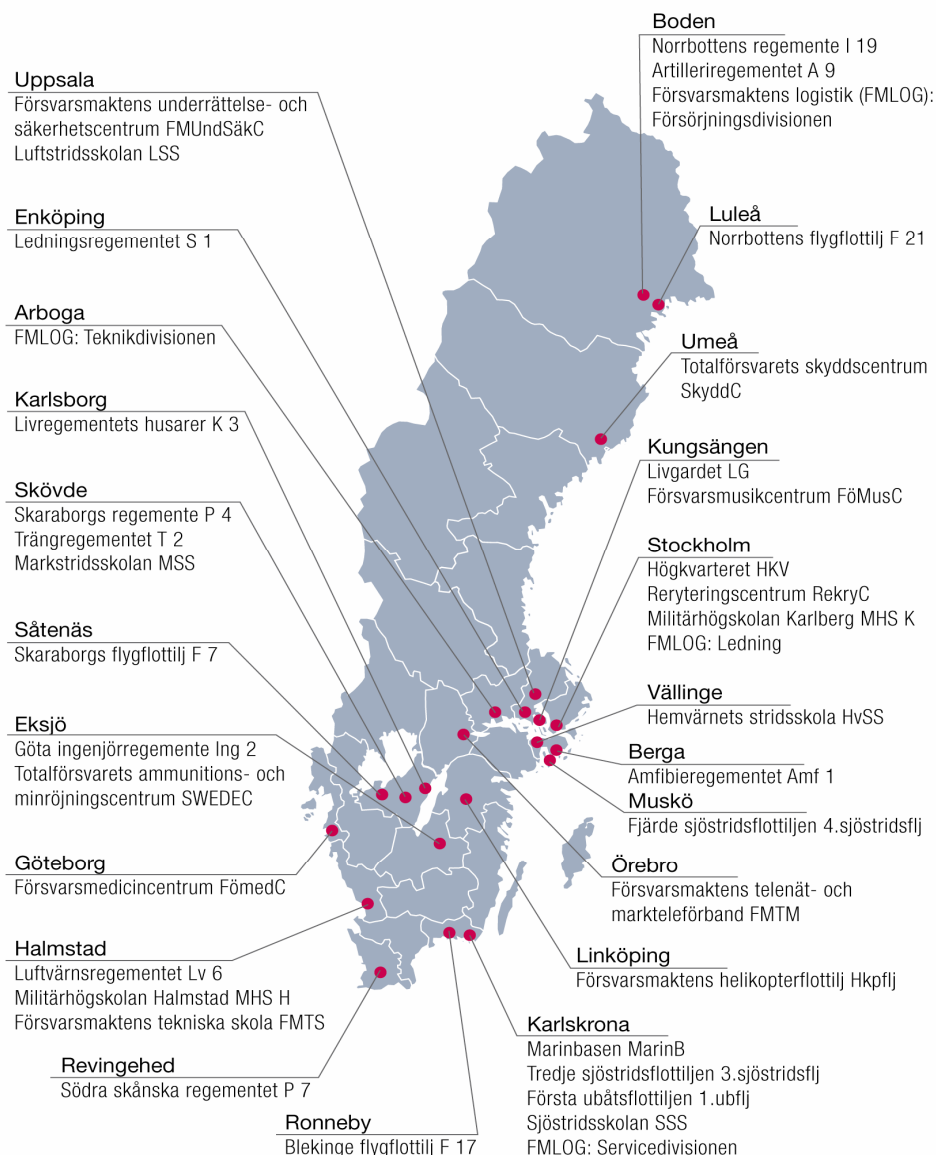 Uppsala
Försvarsmaktens underrättelse- och
säkerhetscentrum FMUndSäkC
Luftstridsskolan LSS
Enköping
Ledningsregementet S 1
Arboga
FMLOG: Teknikdivisionen
Karlsborg
Livregementets husarer K 3
Skövde
Skaraborgs regemente P 4
Trängregementet T 2
Markstridsskolan MSS
Såtenäs
Skaraborgs flygflottilj F 7
Eksjö
Göta ingenjörregemente Ing 2
Totalförsvarets ammunitions- och
minröjningscentrum SWEDEC
Göteborg
Försvarsmedicincentrum FömedC
Halmstad
Luftvärnsregementet Lv 6
Militärhögskolan Halmstad MHS H
Försvarsmaktens tekniska skola FMTS
Revingehed
Södra skånska regementet P 7
Ronneby
Blekinge flygflottilj F 17
Boden
Norrbottens regemente I 19
Artilleriregementet A 9
Försvarsmaktens logistik (FMLOG):
Försörjningsdivisionen
Luleå
Norrbottens flygflottilj F 21
Umeå
Totalförsvarets skyddscentrum
SkyddC
Kungsängen
Livgardet LG
Försvarsmusikcentrum FöMusC
Stockholm
Högkvarteret HKV
Reryteringscentrum RekryC
Militärhögskolan Karlberg MHS K
FMLOG: Ledning
Vällinge
Hemvärnets stridsskola HvSS
Berga
Amfibieregementet Amf 1
Muskö
Fjärde sjöstridsflottiljen 4.sjöstridsflj
Örebro
Försvarsmaktens telenät- och
markteleförband FMTM
Linköping
Försvarsmaktens helikopterflottilj Hkpflj
Karlskrona
Marinbasen MarinB
Tredje sjöstridsflottiljen 3.sjöstridsflj
Första ubåtsflottiljen 1.ubflj
Sjöstridsskolan SSS
FMLOG: Servicedivisionen